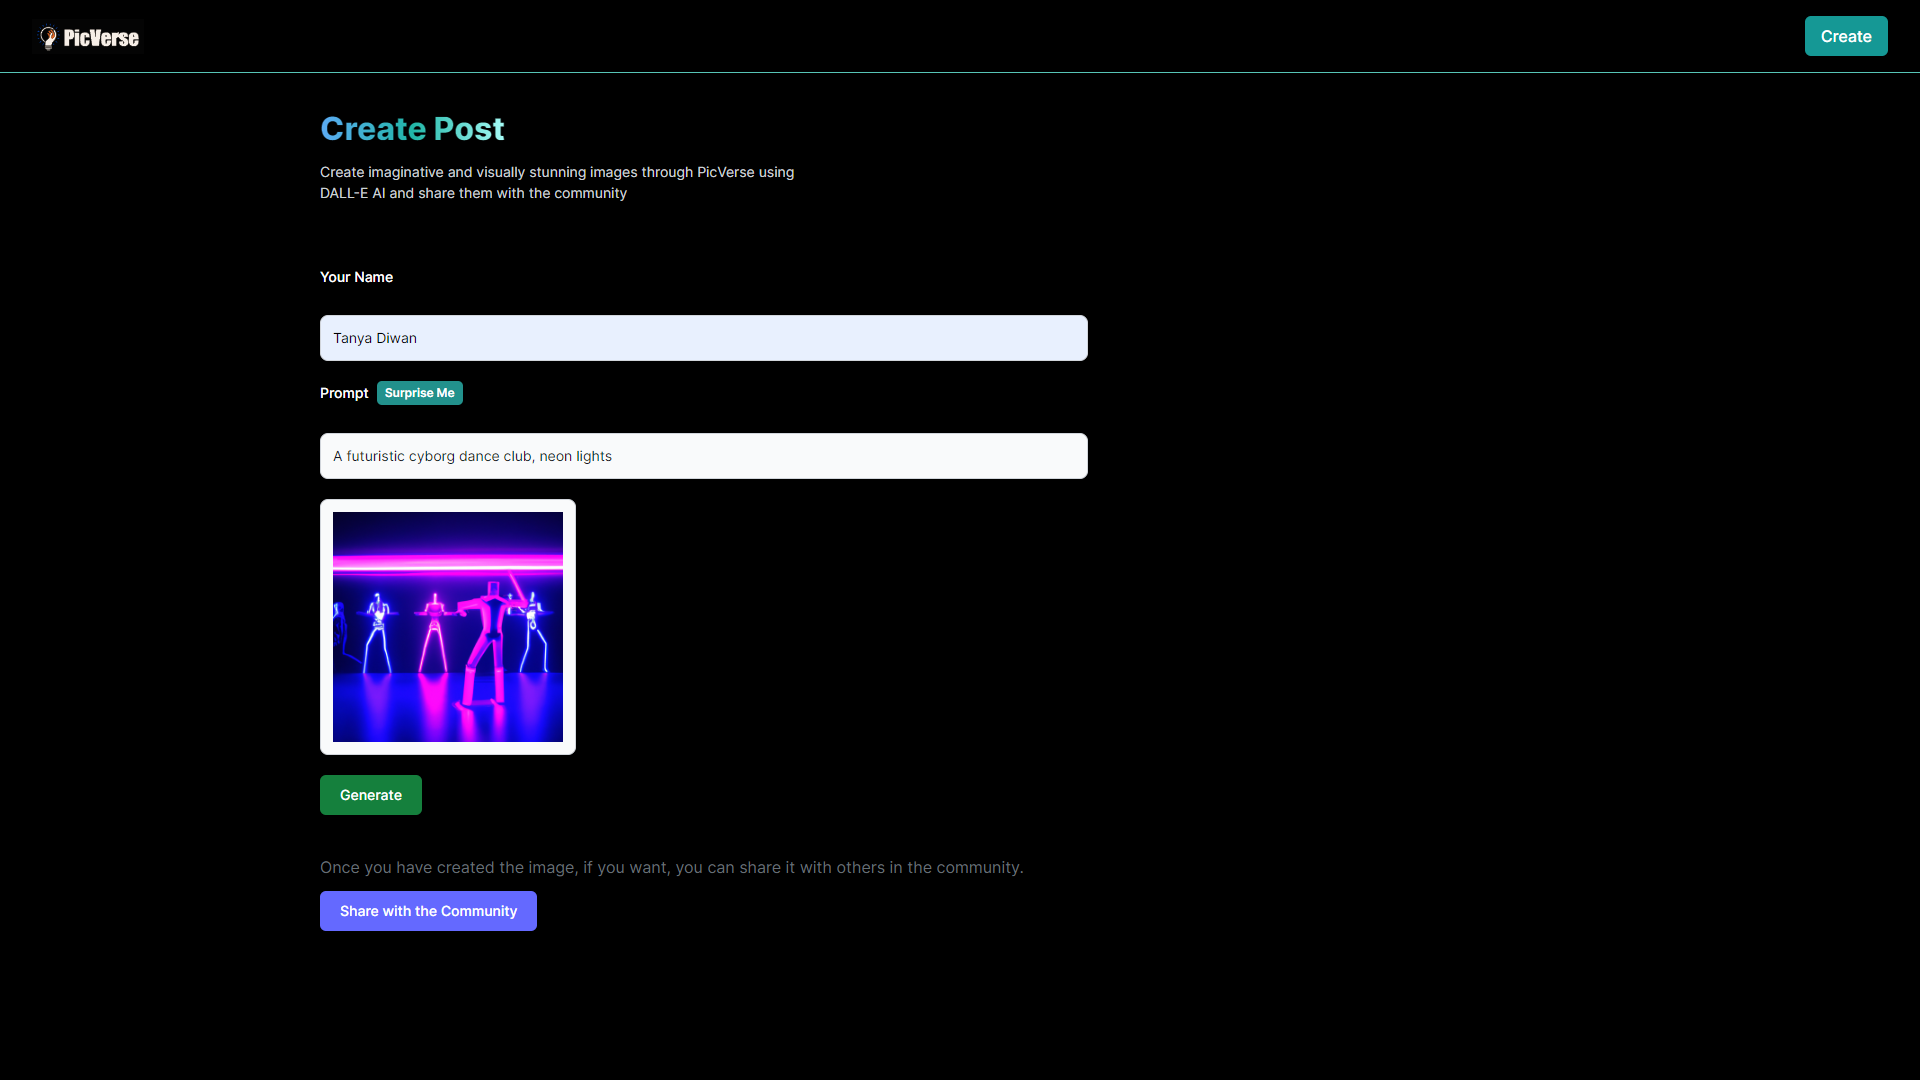 PicVerse
Create
Create Post
Create imaginative and visually stunning images through PicVerse using
DALL-E AI and share them with the community
Your Name
Tanya Diwan
Prompt Surprise Me
A futuristic cyborg dance club, neon lights
Generate
Once you have created the image, if you want, you can share it with others in the community.
Share with the Community